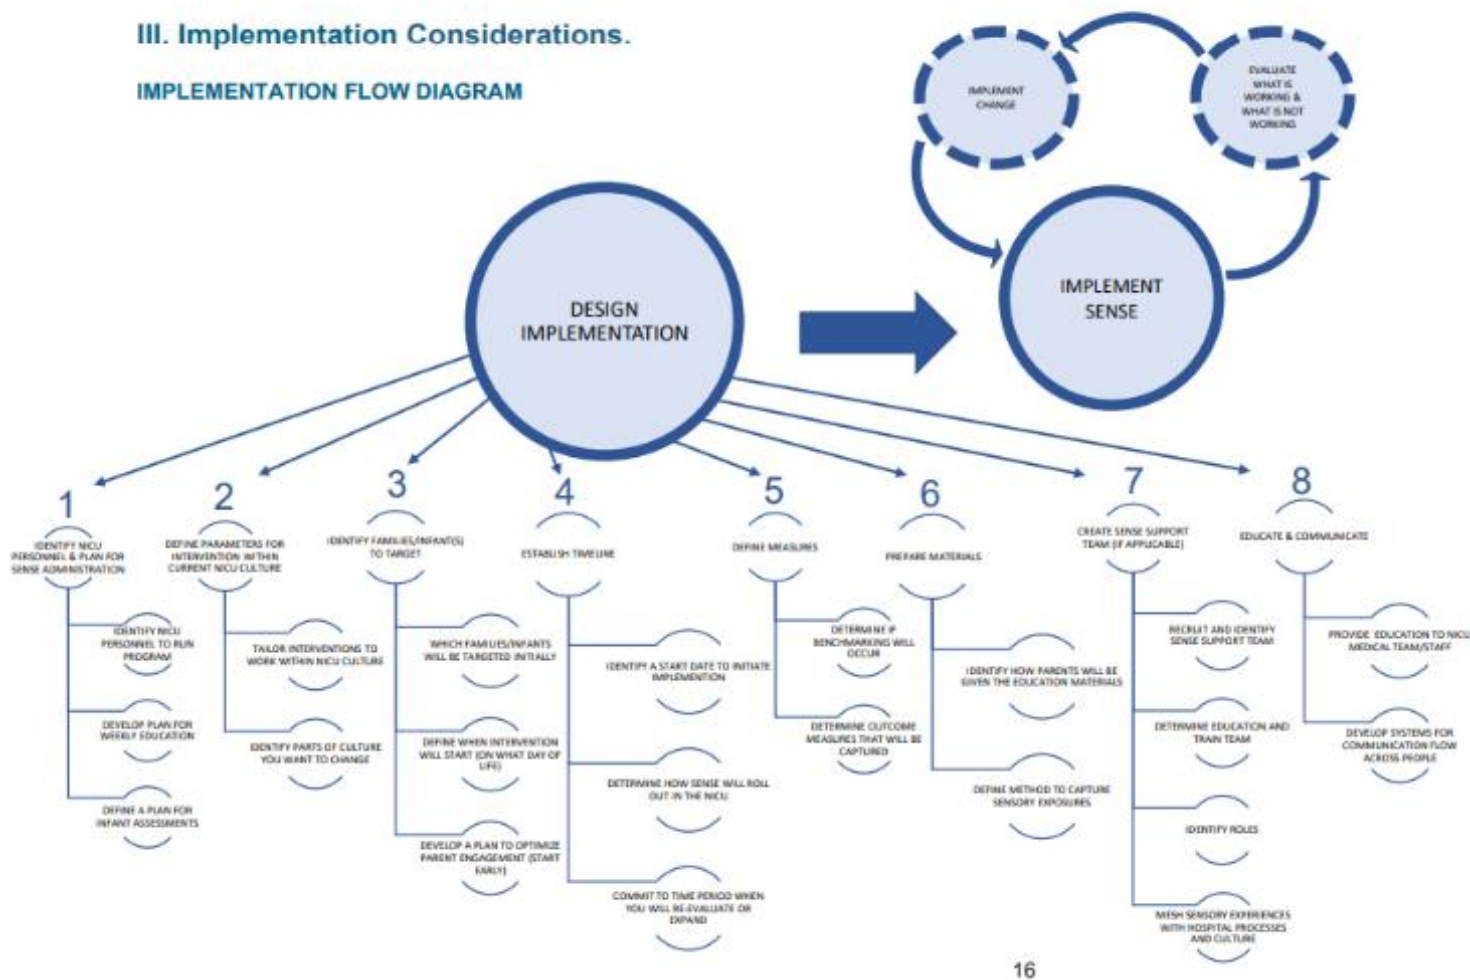 III. Implementation Considerations.
IMPLEMENTATION FLOW DIAGRAM
IMPLEMENT
CHANGE
EVALUATE
WHAT IS
WORKING &
WHAT IS NOT
WORKING
DESIGN
IMPLEMENTATION
IMPLEMENT
SENSE
1
IDENTIFY NICU
PERSONNEL & PLAN FOR
SENSE ADMINISTRATION
IDENTIFY NICU
PERSONNEL TO RUN
PROGRAM
DEVELOP PLAN FOR
WEEKLY EDUCATION
DEFINE A PLAN FOR
INFANT ASSESSMENTS
2
DEFINE PARAMETERS FOR
INTERVENTION WITHIN
CURRENT NICU CULTURE
TAILOR INTERVENTIONS TO
WORK WITHIN NICU CULTURE
IDENTIFY PARTS OF CULTURE
YOU WANT TO CHANGE
3
IDENTIFY FAMILIES/INFANT(S)
TO TARGET
WHICH FAMILIES/INFANTS
WILL BE TARGETED INITIALLY
DEFINE WHEN INTERVENTION
WILL START (ON WHAT DAY OF
LIFE)
DEVELOP A PLAN TO OPTIMIZE
PARENT ENGAGEMENT (START
EARLY)
4
ESTABLISH TIMELINE
IDENTIFY A START DATE TO INITIATE
IMPLEMENTION
DETERMINE HOW SENSE WILL ROLL
OUT IN THE NICU
COMMIT TO TIME PERIOD WHEN
YOU WILL RE-EVALUATE OR
EXPAND
5
DEFINE MEASURES
DETERMINE IF
BENCHMARKING WILL
OCCUR
DETERMINE OUTCOME
MEASURES THAT WILL BE
CAPTURED
6
PREPARE MATERIALS
IDENTIFY HOW PARENTS WILL BE
GIVEN THE EDUCATION MATERIALS
DEFINE METHOD TO CAPTURE
SENSORY EXPOSURES
7
CREATE SENSE SUPPORT
TEAM (IF APPLICABLE)
RECRUIT AND IDENTIFY
SENSE SUPPORT TEAM
DETERMINE EDUCATION AND
TRAIN TEAM
IDENTIFY ROLES
MESH SENSORY EXPERIENCES
WITH HOSPITAL PROCESSES
AND CULTURE
8
EDUCATE & COMMUNICATE
PROVIDE EDUCATION TO NICU
MEDICAL TEAM/STAFF
DEVELOP SYSTEMS FOR
COMMUNICATION FLOW
ACROSS PEOPLE
16